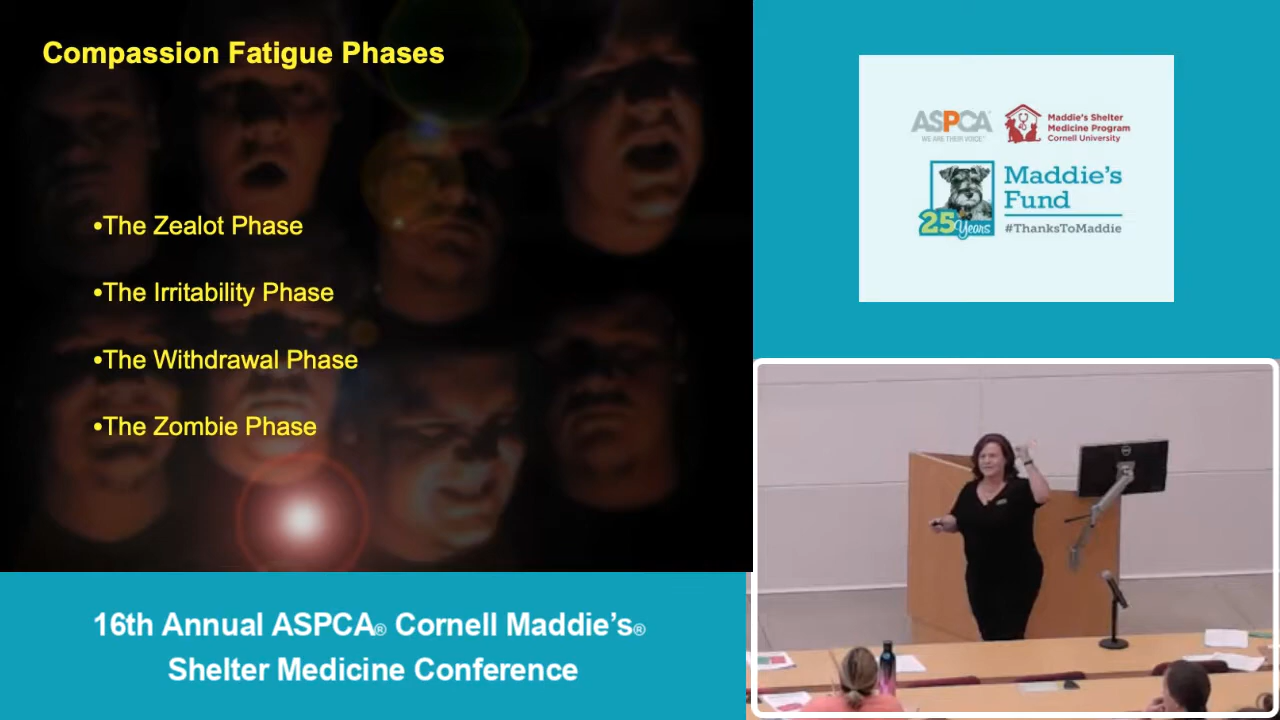 Compassion Fatigue Phases
•The Zealot Phase
•The Irritability Phase
•The Withdrawal Phase
•The Zombie Phase
ASPCA®
WE ARE THEIR VOICE®
Maddie's Shelter
Medicine Program
Cornell University
Maddie's
Fund
25 Years
#ThanksToMaddie
16th Annual ASPCA® Cornell Maddie's®
Shelter Medicine Conference